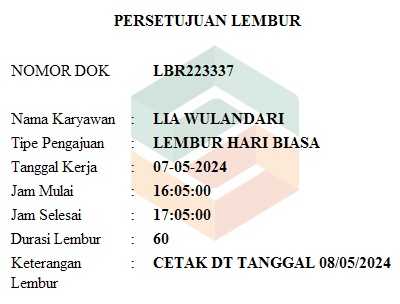 PERSETUJUAN LEMBUR
NOMOR DOK LBR223337
Nama Karyawan : LIA WULANDARI
Tipe Pengajuan : LEMBUR HARI BIASA
Tanggal Kerja : 07-05-2024
Jam Mulai : 16:05:00
Jam Selesai : 17:05:00
Durasi Lembur : 60
Keterangan : CETAK DT TANGGAL 08/05/2024
Lembur